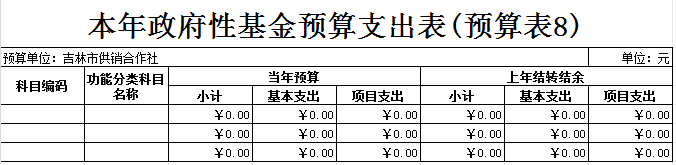 本年政府性基金预算支出表(预算表8)
预算单位：吉林市供销合作社 单位：元
科目编码 功能分类科目名称 当年预算 上年结转结余
小计 基本支出 项目支出 小计 基本支出 项目支出
￥0.00 ￥0.00 ￥0.00 ￥0.00 ￥0.00 ￥0.00
￥0.00 ￥0.00 ￥0.00 ￥0.00 ￥0.00 ￥0.00
￥0.00 ￥0.00 ￥0.00 ￥0.00 ￥0.00 ￥0.00